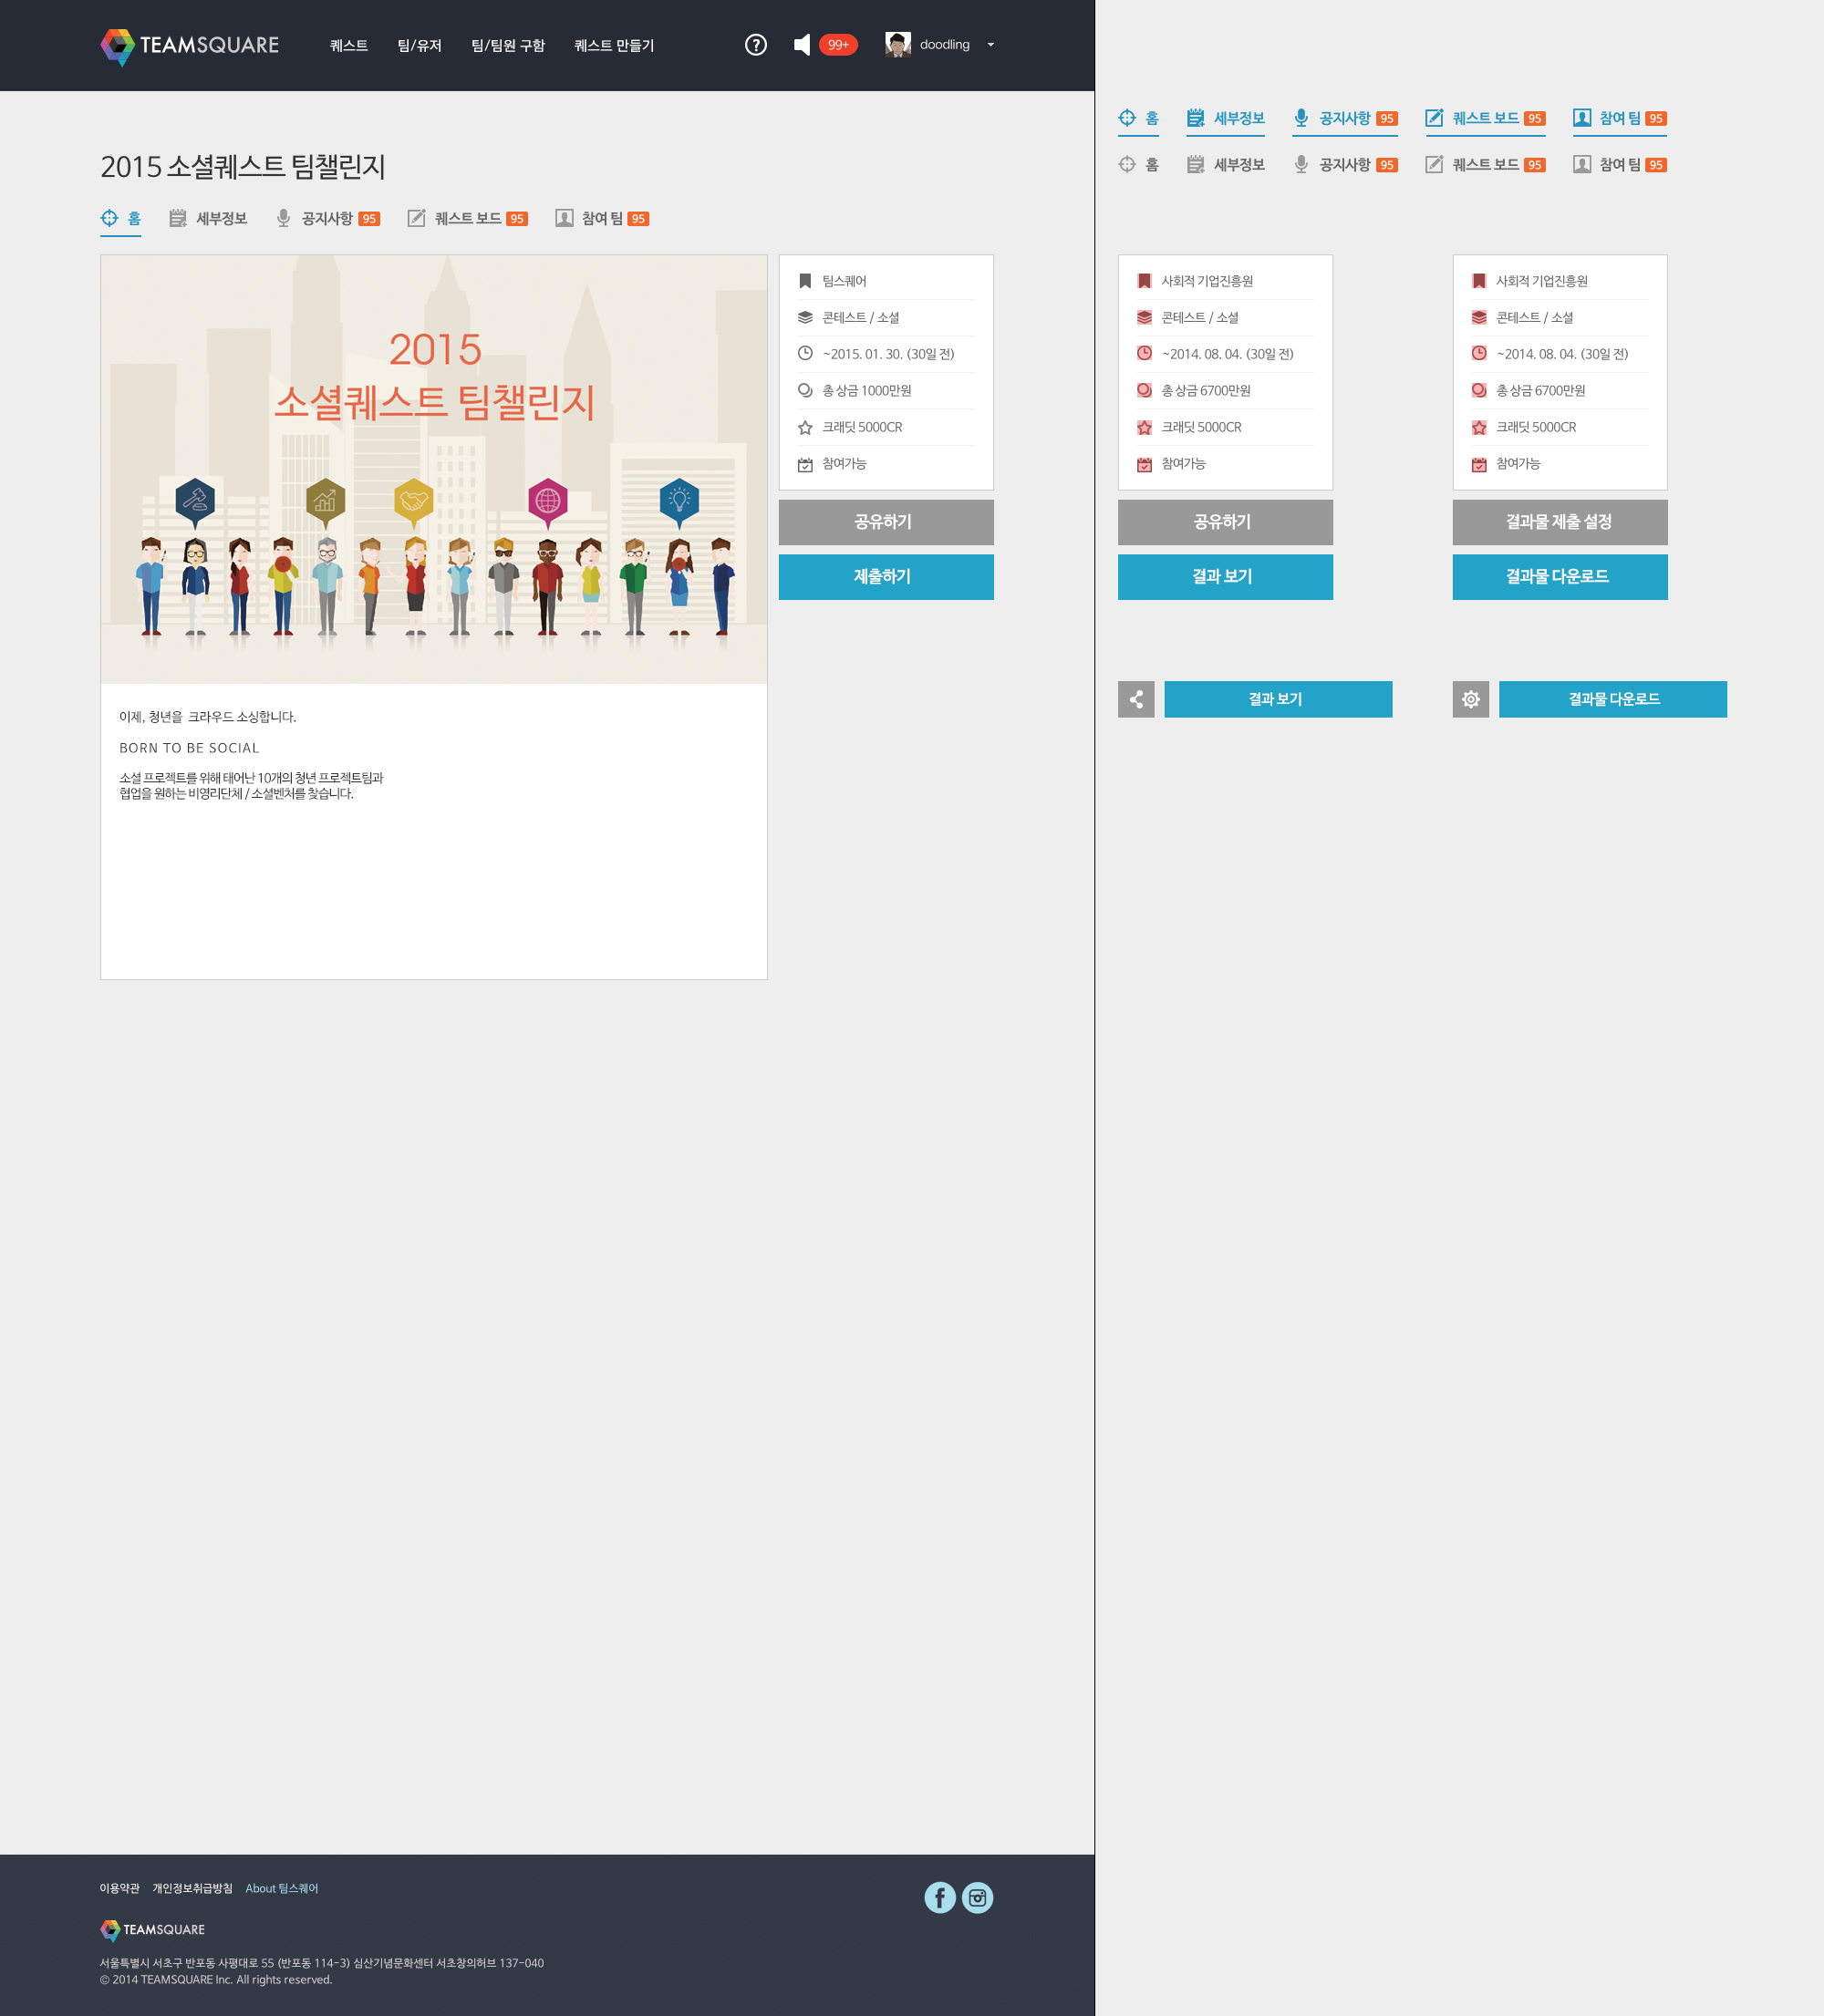 TEAMSQUARE
퀘스트 팀/유저 팀/팀원 구함 퀘스트 만들기
? 99+ doodling
2015 소셜퀘스트 팀챌린지
홈 세부정보 공지사항 95 퀘스트 보드 95 참여 팀 95
2015
소셜퀘스트 팀챌린지
이제, 청년을 크라우드 소싱합니다.
BORN TO BE SOCIAL
소셜 프로젝트를 위해 태어난 10개의 청년 프로젝트팀과
협업을 원하는 비영리단체 / 소셜벤처를 찾습니다.
팀스퀘어
콘테스트 / 소셜
~2015. 01. 30. (30일 전)
총 상금 1000만원
크래딧 5000CR
참여가능
공유하기
제출하기
홈 세부정보 공지사항 95 퀘스트 보드 95 참여 팀 95
홈 세부정보 공지사항 95 퀘스트 보드 95 참여 팀 95
사회적 기업진흥원
콘테스트 / 소셜
~2014. 08. 04. (30일 전)
총 상금 6700만원
크래딧 5000CR
참여가능
공유하기
결과 보기
사회적 기업진흥원
콘테스트 / 소셜
~2014. 08. 04. (30일 전)
총 상금 6700만원
크래딧 5000CR
참여가능
결과물 제출 설정
결과물 다운로드
결과 보기
결과물 다운로드
이용약관 개인정보취급방침 About 팀스퀘어
TEAMSQUARE
서울특별시 서초구 반포동 사평대로 55 (반포동 114-3) 심산기념문화센터 서초창의허브 137-040
© 2014 TEAMSQUARE Inc. All rights reserved.